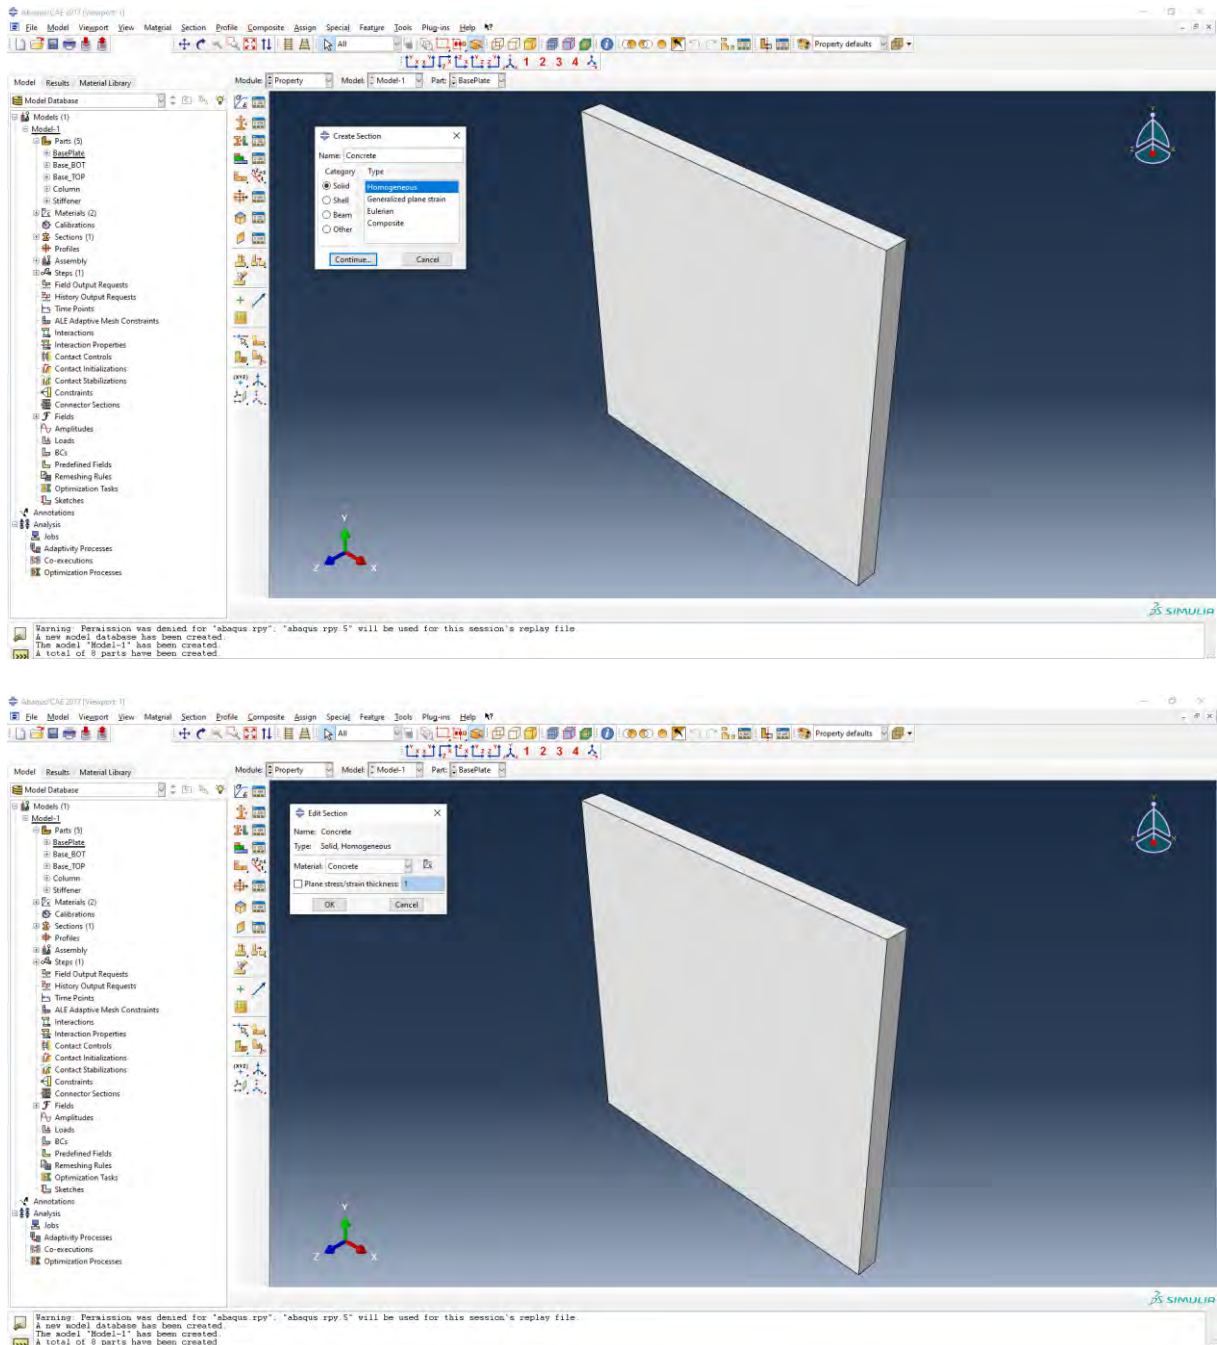 Abaqus/CAE 2017 [Viewport: 1]
File Model Viewport View Material Section Profile Composite Assign Special Feature Tools Plug-ins Help
All
Property defaults
1 2 3 4
Model Results Material Library
Module: Property Model: Model-1 Part: BasePlate
Model Database
Models (1)
Model-1
Parts (5)
BasePlate
Base_BOT
Base_TOP
Column
Stiffener
Materials (2)
Calibrations
Sections (1)
Profiles
Assembly
Steps (1)
Field Output Requests
History Output Requests
Time Points
ALE Adaptive Mesh Constraints
Interactions
Interaction Properties
Contact Controls
Contact Initializations
Contact Stabilizations
Constraints
Connector Sections
Fields
Amplitudes
Loads
BCs
Predefined Fields
Remeshing Rules
Optimization Tasks
Sketches
Annotations
Analysis
Jobs
Adaptivity Processes
Co-executions
Optimization Processes
Create Section
Name: Concrete
Category Type
Solid
Shell
Beam
Other
Homogeneous
Generalized plane strain
Eulerian
Composite
Continue... Cancel
Y
Z X
SIMULIA
Warning: Permission was denied for "abaqus.rpy"; "abaqus.rpy.5" will be used for this session's replay file.
A new model database has been created.
The model "Model-1" has been created.
A total of 8 parts have been created.
Abaqus/CAE 2017 [Viewport: 1]
File Model Viewport View Material Section Profile Composite Assign Special Feature Tools Plug-ins Help
All
Property defaults
1 2 3 4
Model Results Material Library
Module: Property Model: Model-1 Part: BasePlate
Model Database
Models (1)
Model-1
Parts (5)
BasePlate
Base_BOT
Base_TOP
Column
Stiffener
Materials (2)
Calibrations
Sections (1)
Profiles
Assembly
Steps (1)
Field Output Requests
History Output Requests
Time Points
ALE Adaptive Mesh Constraints
Interactions
Interaction Properties
Contact Controls
Contact Initializations
Contact Stabilizations
Constraints
Connector Sections
Fields
Amplitudes
Loads
BCs
Predefined Fields
Remeshing Rules
Optimization Tasks
Sketches
Annotations
Analysis
Jobs
Adaptivity Processes
Co-executions
Optimization Processes
Edit Section
Name: Concrete
Type: Solid, Homogeneous
Material: Concrete
Plane stress/strain thickness: 1
OK Cancel
Y
Z X
SIMULIA
Warning: Permission was denied for "abaqus.rpy"; "abaqus.rpy.5" will be used for this session's replay file.
A new model database has been created.
The model "Model-1" has been created.
A total of 8 parts have been created.